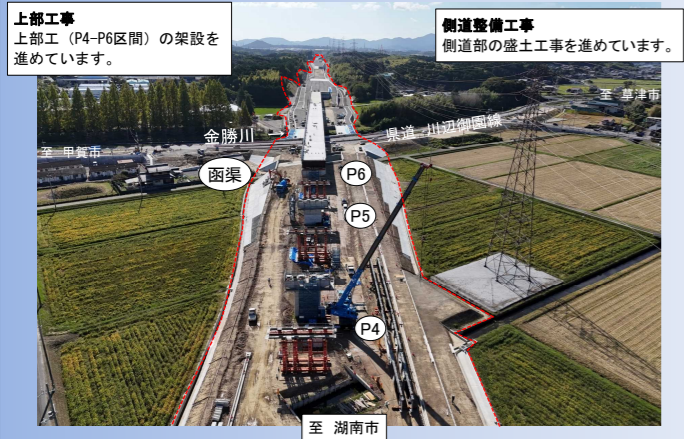 上部工事
上部工（P4-P6区間）の架設を
進めています。
側道整備工事
側道部の盛土工事を進めています。
至 草津市
金勝川
県道 川辺御園線
至 甲賀市
函渠
P6
P5
P4
至 湖南市